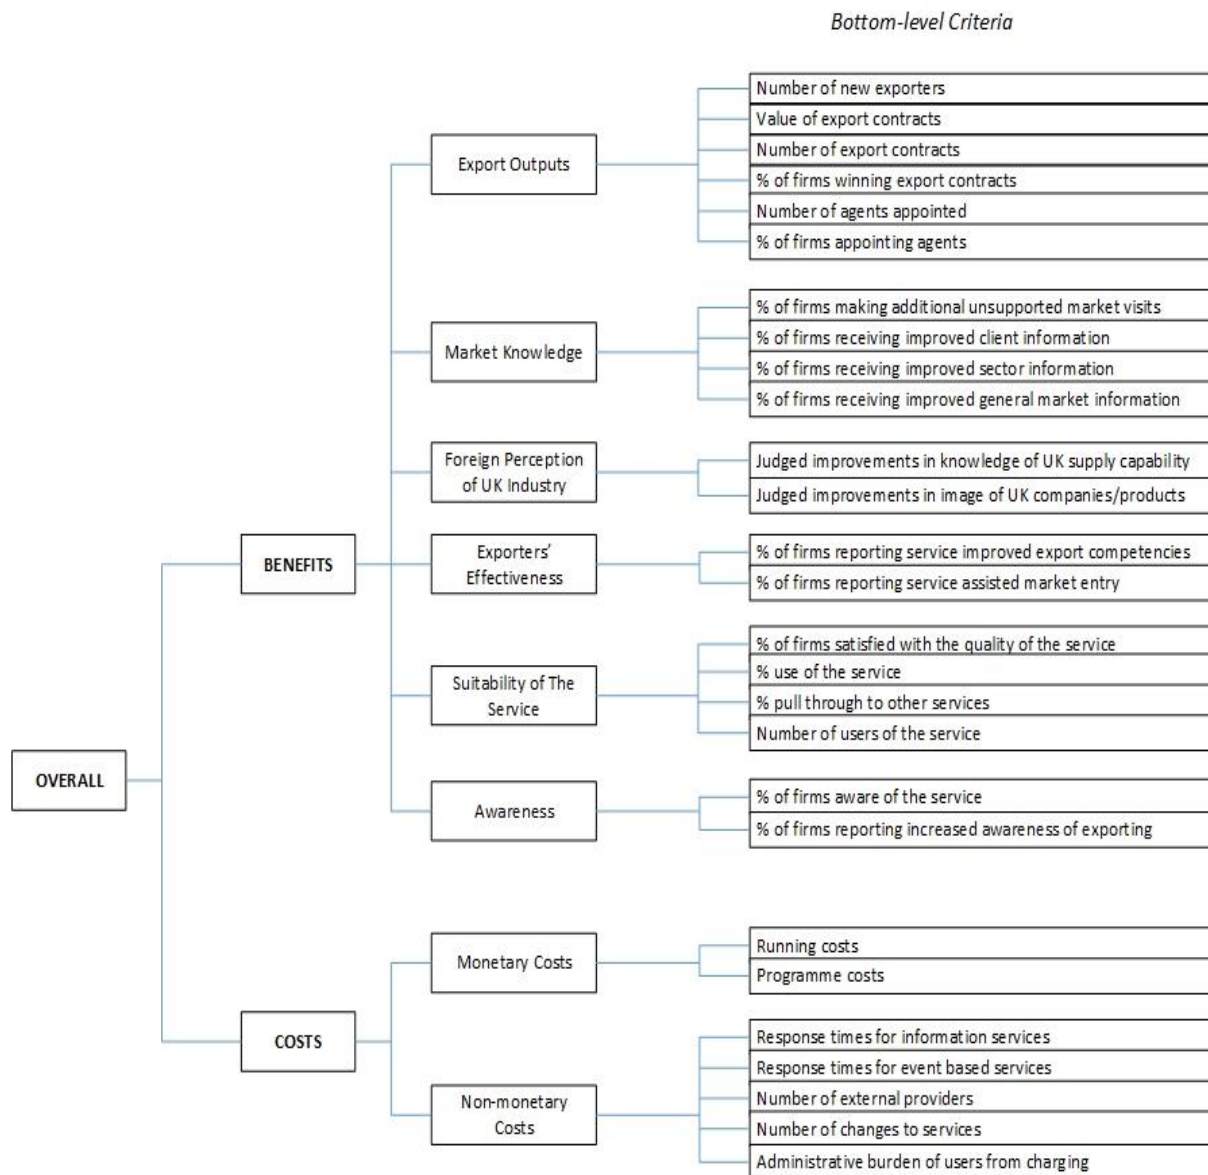 Bottom-level Criteria
OVERALL
BENEFITS
Export Outputs
Number of new exporters
Value of export contracts
Number of export contracts
% of firms winning export contracts
Number of agents appointed
% of firms appointing agents
Market Knowledge
% of firms making additional unsupported market visits
% of firms receiving improved client information
% of firms receiving improved sector information
% of firms receiving improved general market information
Foreign Perception
of UK Industry
Judged improvements in knowledge of UK supply capability
Judged improvements in image of UK companies/products
Exporters’
Effectiveness
% of firms reporting service improved export competencies
% of firms reporting service assisted market entry
Suitability of The
Service
% of firms satisfied with the quality of the service
% use of the service
% pull through to other services
Number of users of the service
Awareness
% of firms aware of the service
% of firms reporting increased awareness of exporting
COSTS
Monetary Costs
Running costs
Programme costs
Non-monetary
Costs
Response times for information services
Response times for event based services
Number of external providers
Number of changes to services
Administrative burden of users from charging